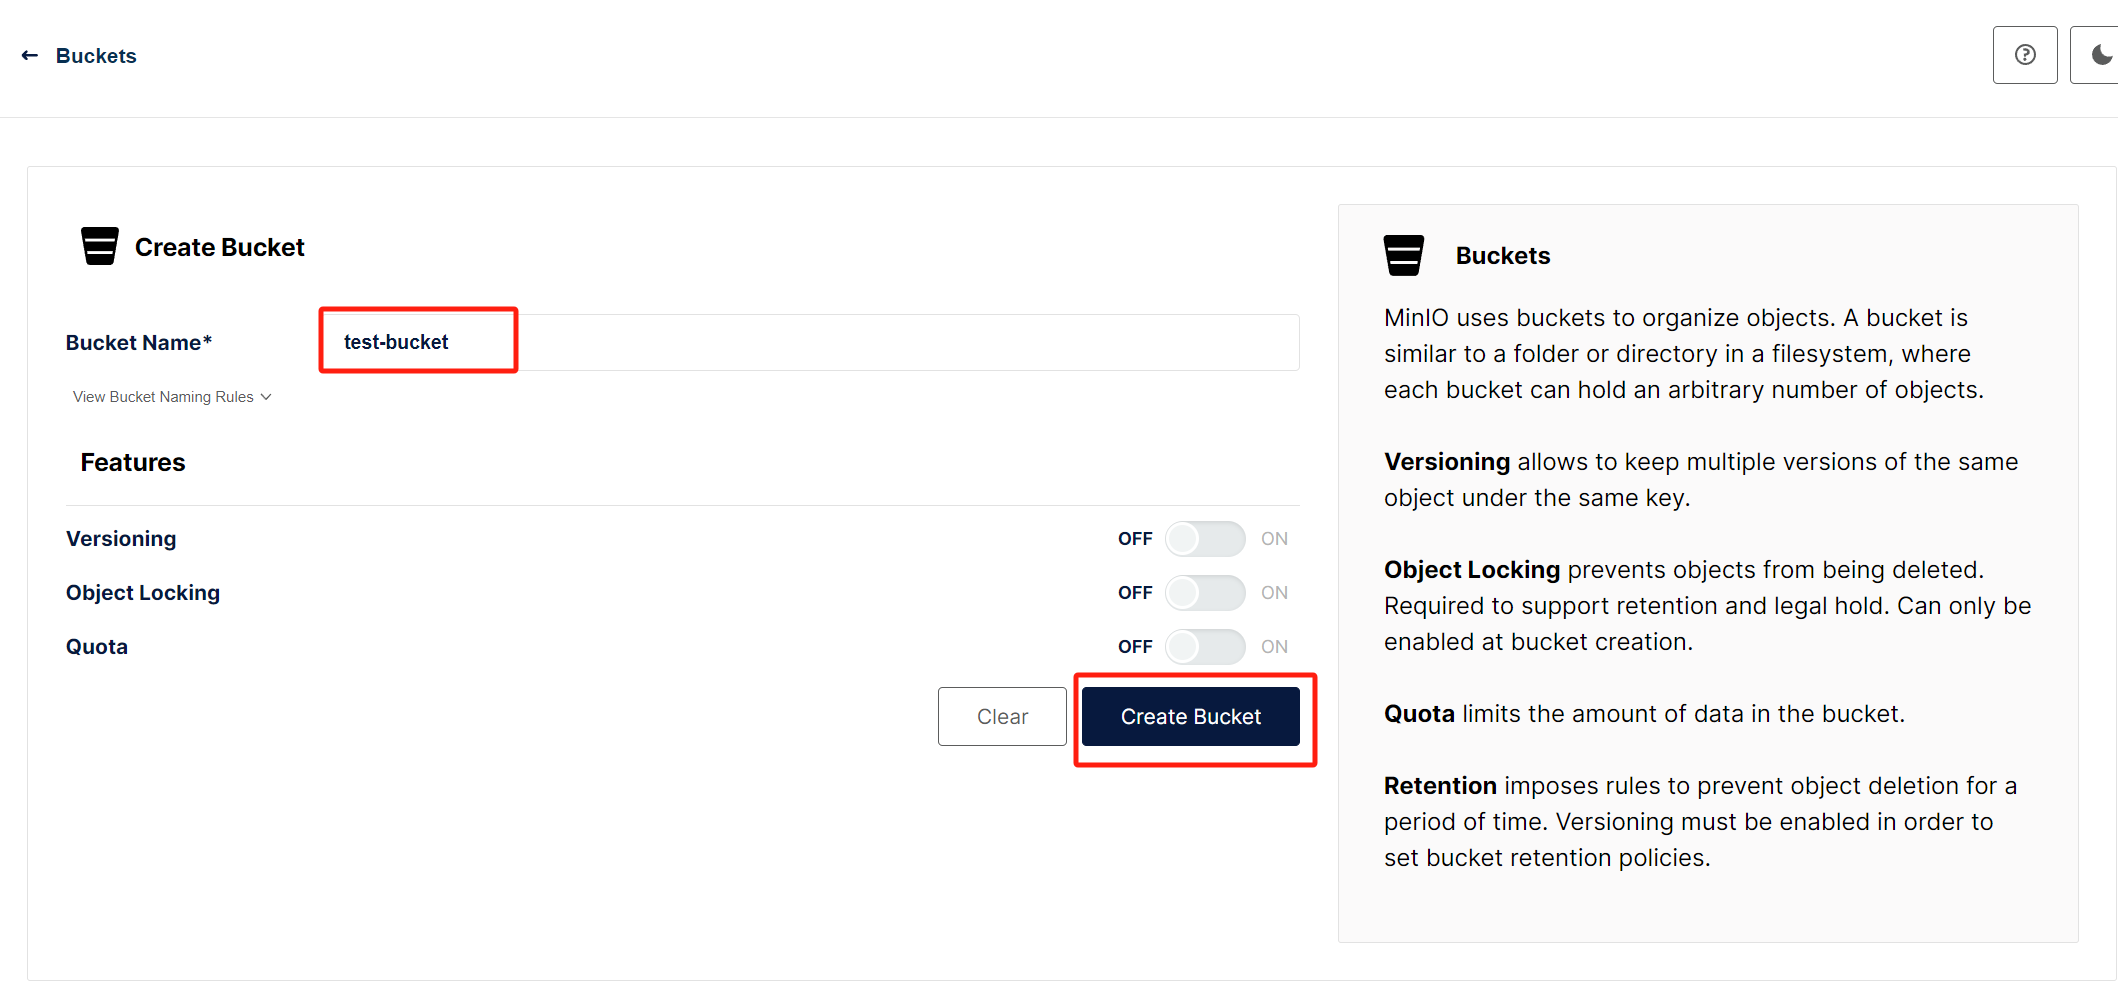 Buckets
Create Bucket
Bucket Name*
test-bucket
View Bucket Naming Rules
Features
Versioning
OFF
ON
Object Locking
OFF
ON
Quota
OFF
ON
Clear
Create Bucket
Buckets
MinIO uses buckets to organize objects. A bucket is
similar to a folder or directory in a filesystem, where
each bucket can hold an arbitrary number of objects.
Versioning allows to keep multiple versions of the same
object under the same key.
Object Locking prevents objects from being deleted.
Required to support retention and legal hold. Can only be
enabled at bucket creation.
Quota limits the amount of data in the bucket.
Retention imposes rules to prevent object deletion for a
period of time. Versioning must be enabled in order to
set bucket retention policies.